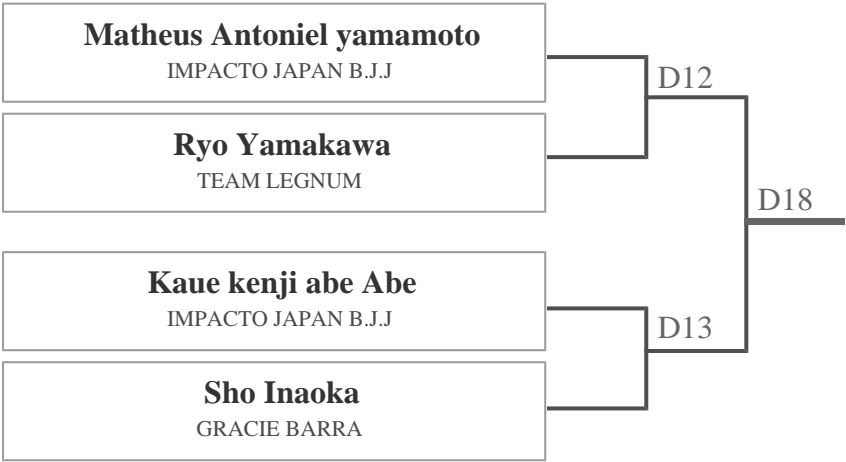 Matheus Antoniel yamamoto
IMPACTO JAPAN B.J.J
D12
Ryo Yamakawa
TEAM LEGNUM
D18
Kaue kenji abe Abe
IMPACTO JAPAN B.J.J
D13
Sho Inaoka
GRACIE BARRA